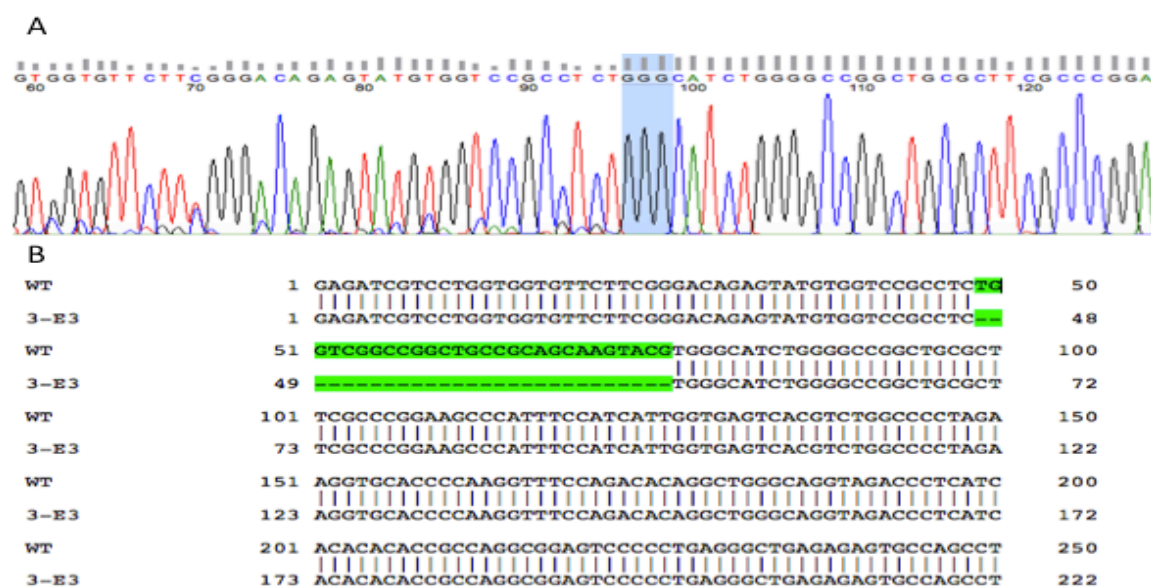 A
GTGGTGTTCTTCGGGACAGAGTATGTGGTCCGCCTCTGGGCATCTGGGGCCGGCTGCGCTTCGCCCGGA
60 70 80 90 100 110 120
B
WT 1 GAGATCGTCCTGGTGGTGTTCTTCGGGACAGAGTATGTGGTCCGCCTCTG 50
3-E3 1 GAGATCGTCCTGGTGGTGTTCTTCGGGACAGAGTATGTGGTCCGCCTC-- 48
WT 51 GTCGGCCGGCTGCCGCAGCAAGTACGTGGGCATCTGGGGCCGGCTGCGCT 100
3-E3 49 --------------------------TGGGCATCTGGGGCCGGCTGCGCT 72
WT 101 TCGCCCGGAAGCCCATTTCCATCATTGGTGAGTCACGTCTGGCCCCTAGA 150
3-E3 73 TCGCCCGGAAGCCCATTTCCATCATTGGTGAGTCACGTCTGGCCCCTAGA 122
WT 151 AGGTGCACCCCAAGGTTTCCAGACACAGGCTGGGCAGGTAGACCCTCATC 200
3-E3 123 AGGTGCACCCCAAGGTTTCCAGACACAGGCTGGGCAGGTAGACCCTCATC 172
WT 201 ACACACACCGCCAGGCGGAGTCCCCCTGAGGGCTGAGAGAGTGCCAGCCT 250
3-E3 173 ACACACACCGCCAGGCGGAGTCCCCCTGAGGGCTGAGAGAGTGCCAGCCT 222